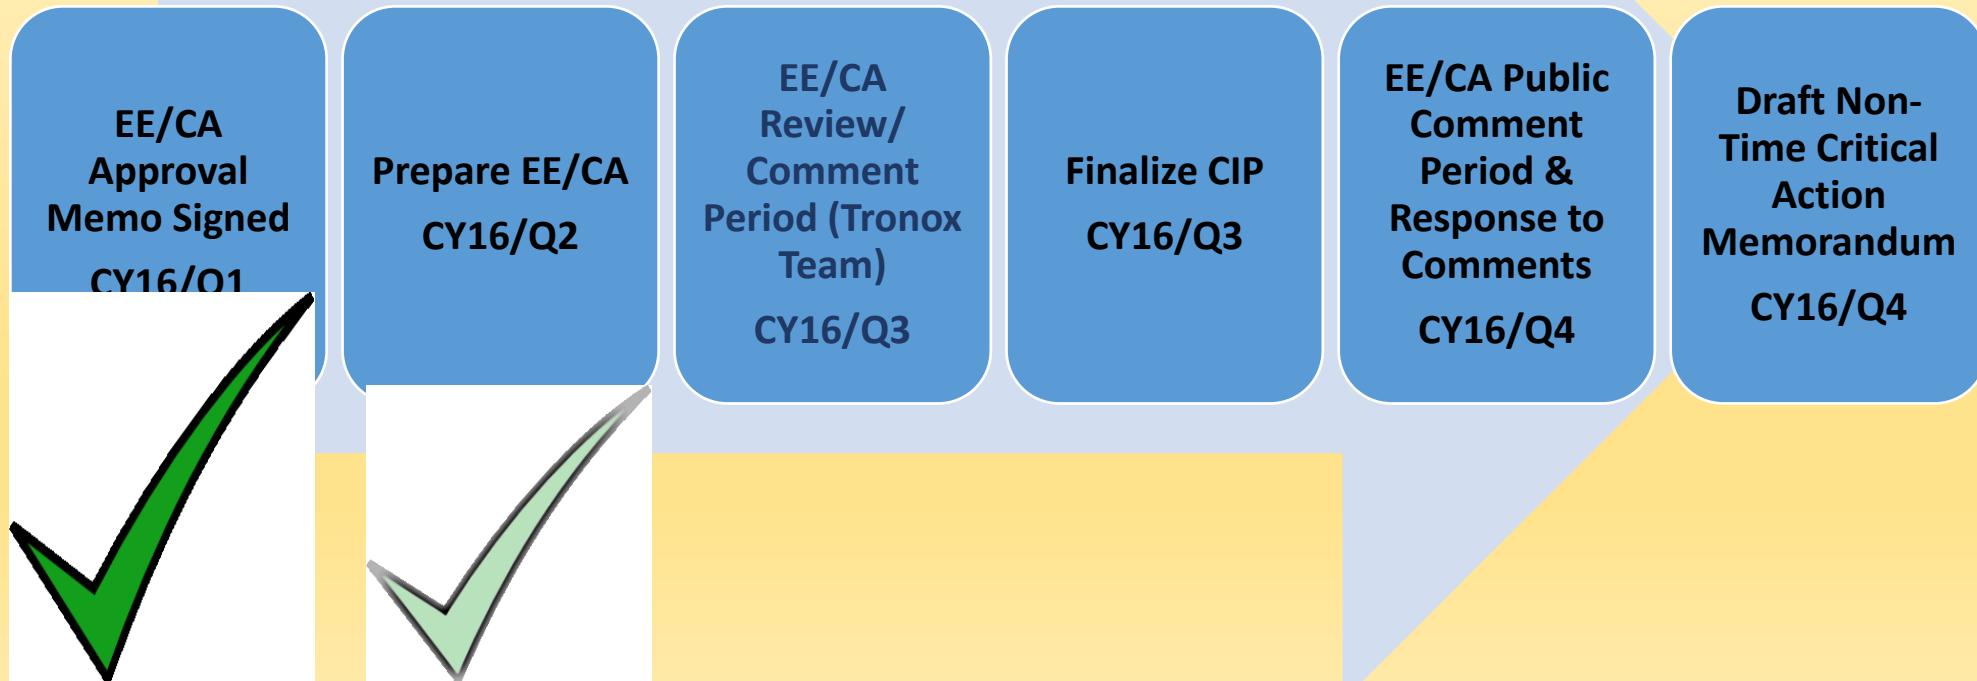 EE/CA
Approval
Memo Signed
CY16/Q1
Prepare EE/CA
CY16/Q2
EE/CA
Review/
Comment
Period (Tronox
Team)
CY16/Q3
Finalize CIP
CY16/Q3
EE/CA Public
Comment
Period &
Response to
Comments
CY16/Q4
Draft Non-
Time Critical
Action
Memorandum
CY16/Q4